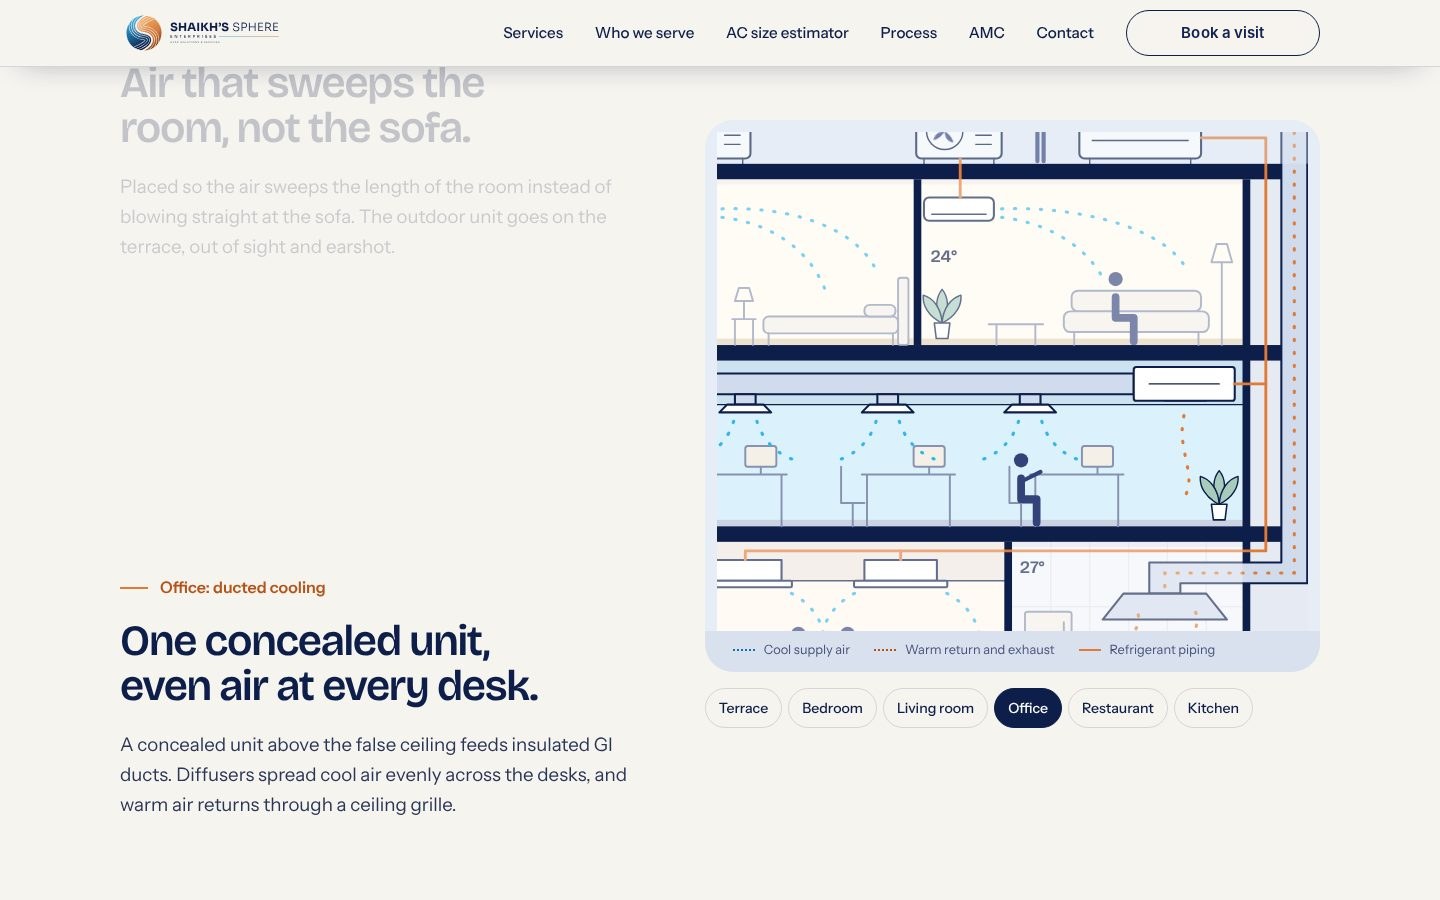 SHAIKH'S SPHERE
ENTERPRISES
Services
Who we serve
AC size estimator
Process
AMC
Contact
Book a visit
Air that sweeps the
room, not the sofa.
Placed so the air sweeps the length of the room instead of
blowing straight at the sofa. The outdoor unit goes on the
terrace, out of sight and earshot.
Office: ducted cooling
One concealed unit,
even air at every desk.
A concealed unit above the false ceiling feeds insulated GI
ducts. Diffusers spread cool air evenly across the desks, and
warm air returns through a ceiling grille.
24°
27°
Cool supply air
Warm return and exhaust
Refrigerant piping
Terrace
Bedroom
Living room
Office
Restaurant
Kitchen